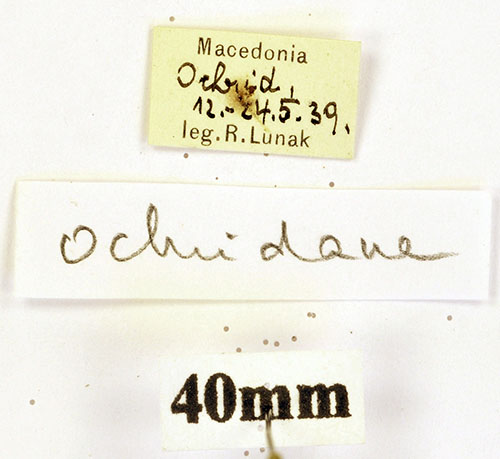 Macedonia
Ochrid,
12.-24.5.39.
leg. R. Lunak
ochridana
40mm